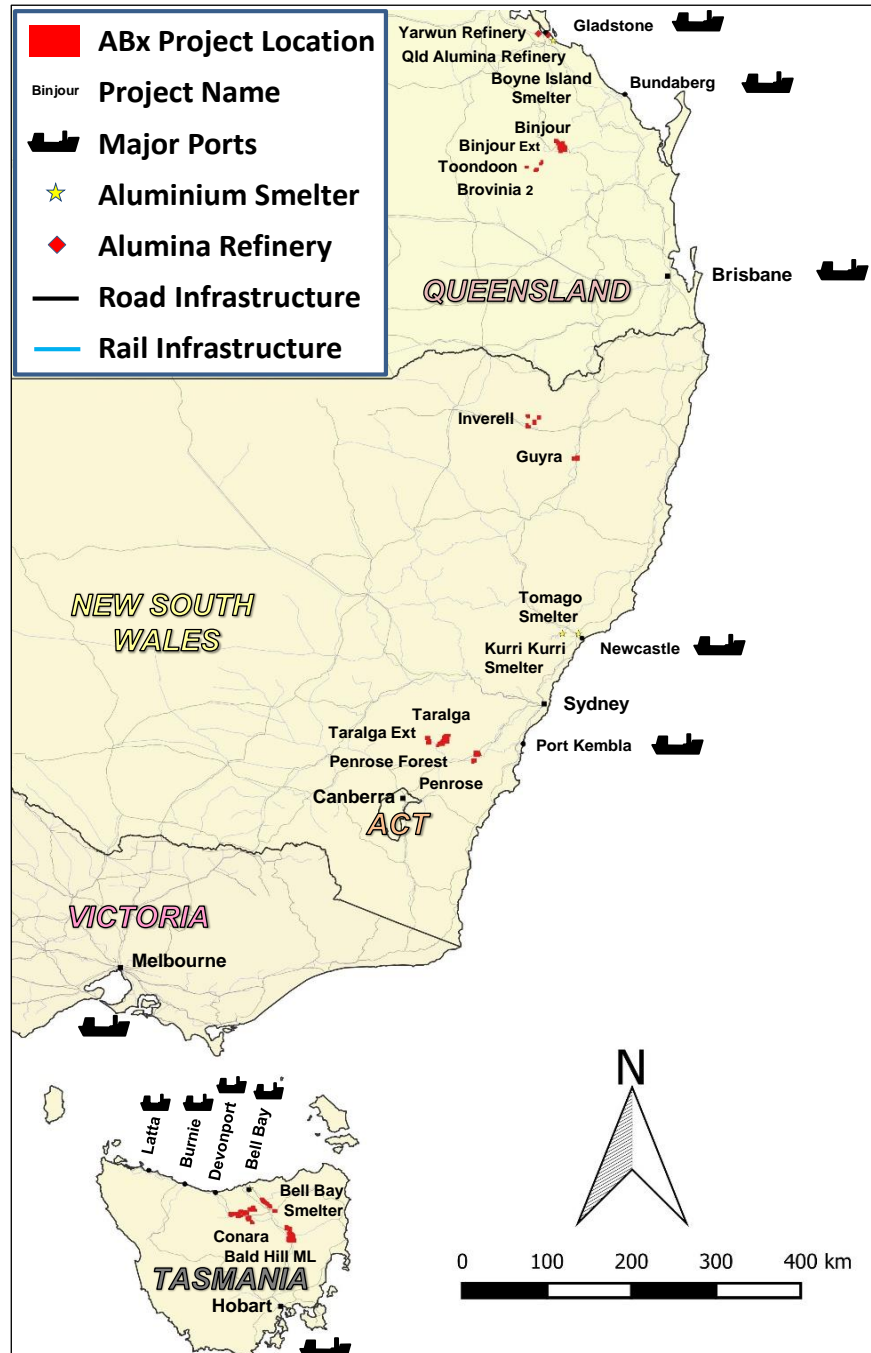 ABx Project Location
Binjour Project Name
Major Ports
Aluminium Smelter
Alumina Refinery
Road Infrastructure
Rail Infrastructure
Yarwun Refinery
Gladstone
Qld Alumina Refinery
Boyne Island
Smelter
Bundaberg
Binjour
Binjour Ext
Toondoon
Brovinia 2
QUEENSLAND
Brisbane
Inverell
Guyra
NEW SOUTH
WALES
Tomago
Smelter
Kurri Kurri
Smelter
Newcastle
Sydney
Taralga
Taralga Ext
Port Kembla
Penrose Forest
Penrose
Canberra
ACT
VICTORIA
Melbourne
Latta
Burnie
Devonport
Bell Bay
Bell Bay
Smelter
Conara
Bald Hill ML
TASMANIA
Hobart
N
0 100 200 300 400 km